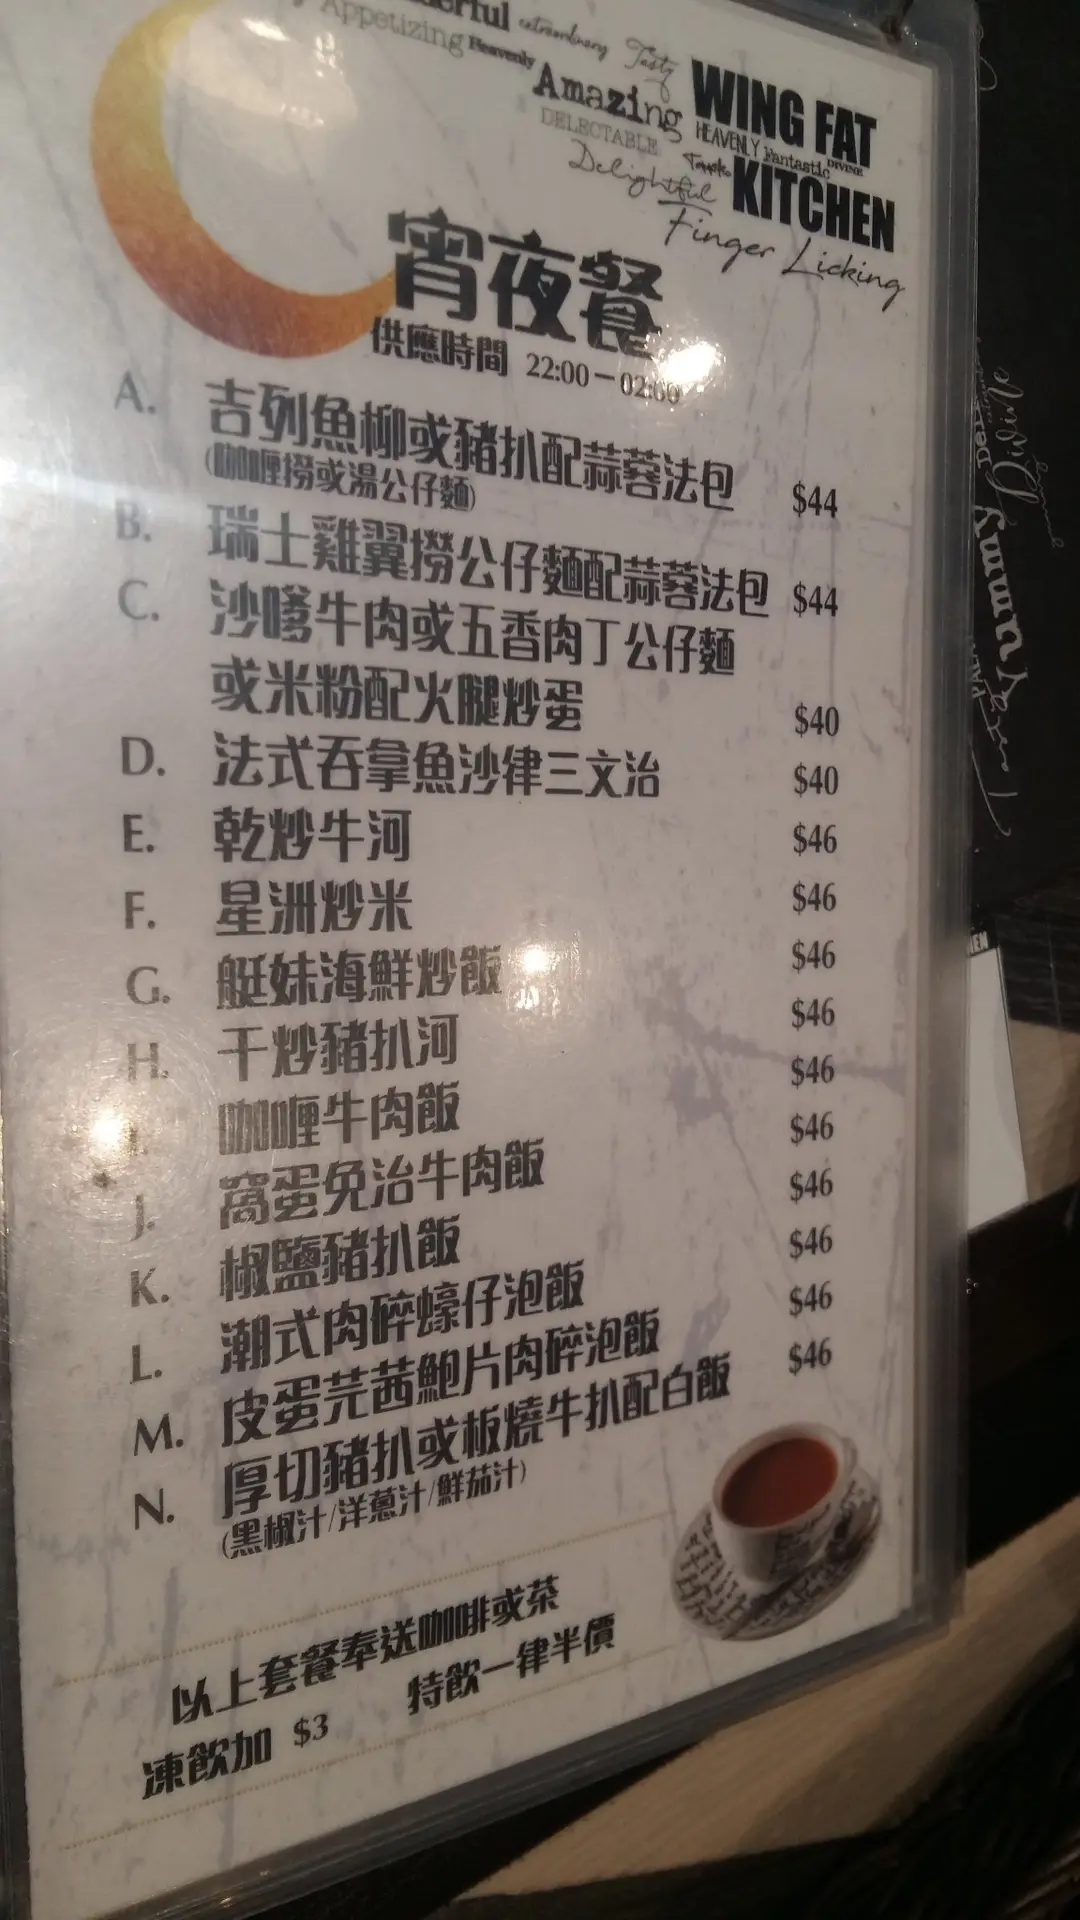 Appetizing
Heavenly
extraordinary
Tasty
Amazing
DELECTABLE
Delightful
WING FAT
HEAVENLY Fantastic DIVINE
KITCHEN
Finger Licking
宵夜餐
供應時間 22:00－02:00
A. 吉列魚柳或豬扒配蒜蓉法包 $44
(咖喱撈或湯公仔麵)
B. 瑞士雞翼撈公仔麵配蒜蓉法包 $44
C. 沙嗲牛肉或五香肉丁公仔麵
或米粉配火腿炒蛋 $40
D. 法式吞拿魚沙律三文治 $40
E. 乾炒牛河 $46
F. 星洲炒米 $46
G. 艇妹海鮮炒飯 $46
H. 干炒豬扒河 $46
咖喱牛肉飯 $46
J. 窩蛋免治牛肉飯 $46
K. 椒鹽豬扒飯 $46
L. 潮式肉碎蠔仔泡飯 $46
M. 皮蛋芫茜鮑片肉碎泡飯 $46
N. 厚切豬扒或板燒牛扒配白飯 $46
(黑椒汁/洋蔥汁/鮮茄汁)
以上套餐奉送咖啡或茶
凍飲加 $3 特飲一律半價
Divine